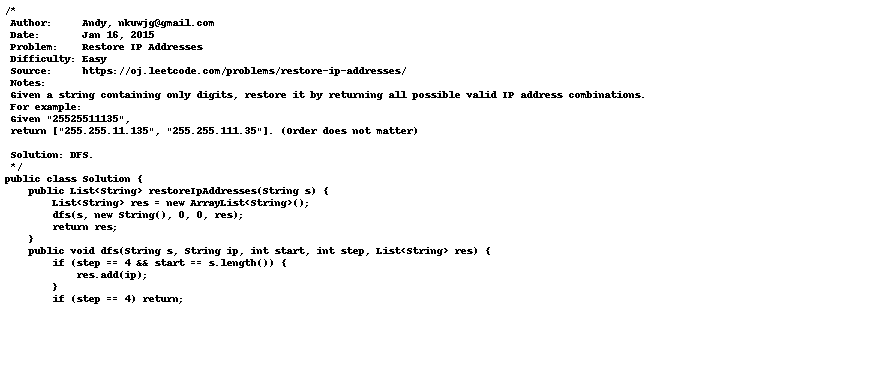 /*
 Author:     Andy, nkuwjg@gmail.com
 Date:       Jan 16, 2015
 Problem:    Restore IP Addresses
 Difficulty: Easy
 Source:     https://oj.leetcode.com/problems/restore-ip-addresses/
 Notes:
 Given a string containing only digits, restore it by returning all possible valid IP address combinations.
 For example:
 Given "25525511135",
 return ["255.255.11.135", "255.255.111.35"]. (Order does not matter)

 Solution: DFS.
 */
public class Solution {
    public List<String> restoreIpAddresses(String s) {
        List<String> res = new ArrayList<String>();
        dfs(s, new String(), 0, 0, res);
        return res;
    }
    public void dfs(String s, String ip, int start, int step, List<String> res) {
        if (step == 4 && start == s.length()) {
            res.add(ip);
        }
        if (step == 4) return;